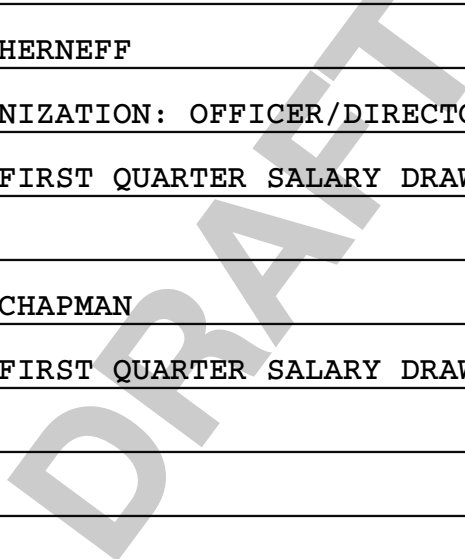 HERNEFF
NIZATION: OFFICER/DIRECTO
FIRST QUARTER SALARY DRAW
CHAPMAN
FIRST QUARTER SALARY DRAW
DRAFT